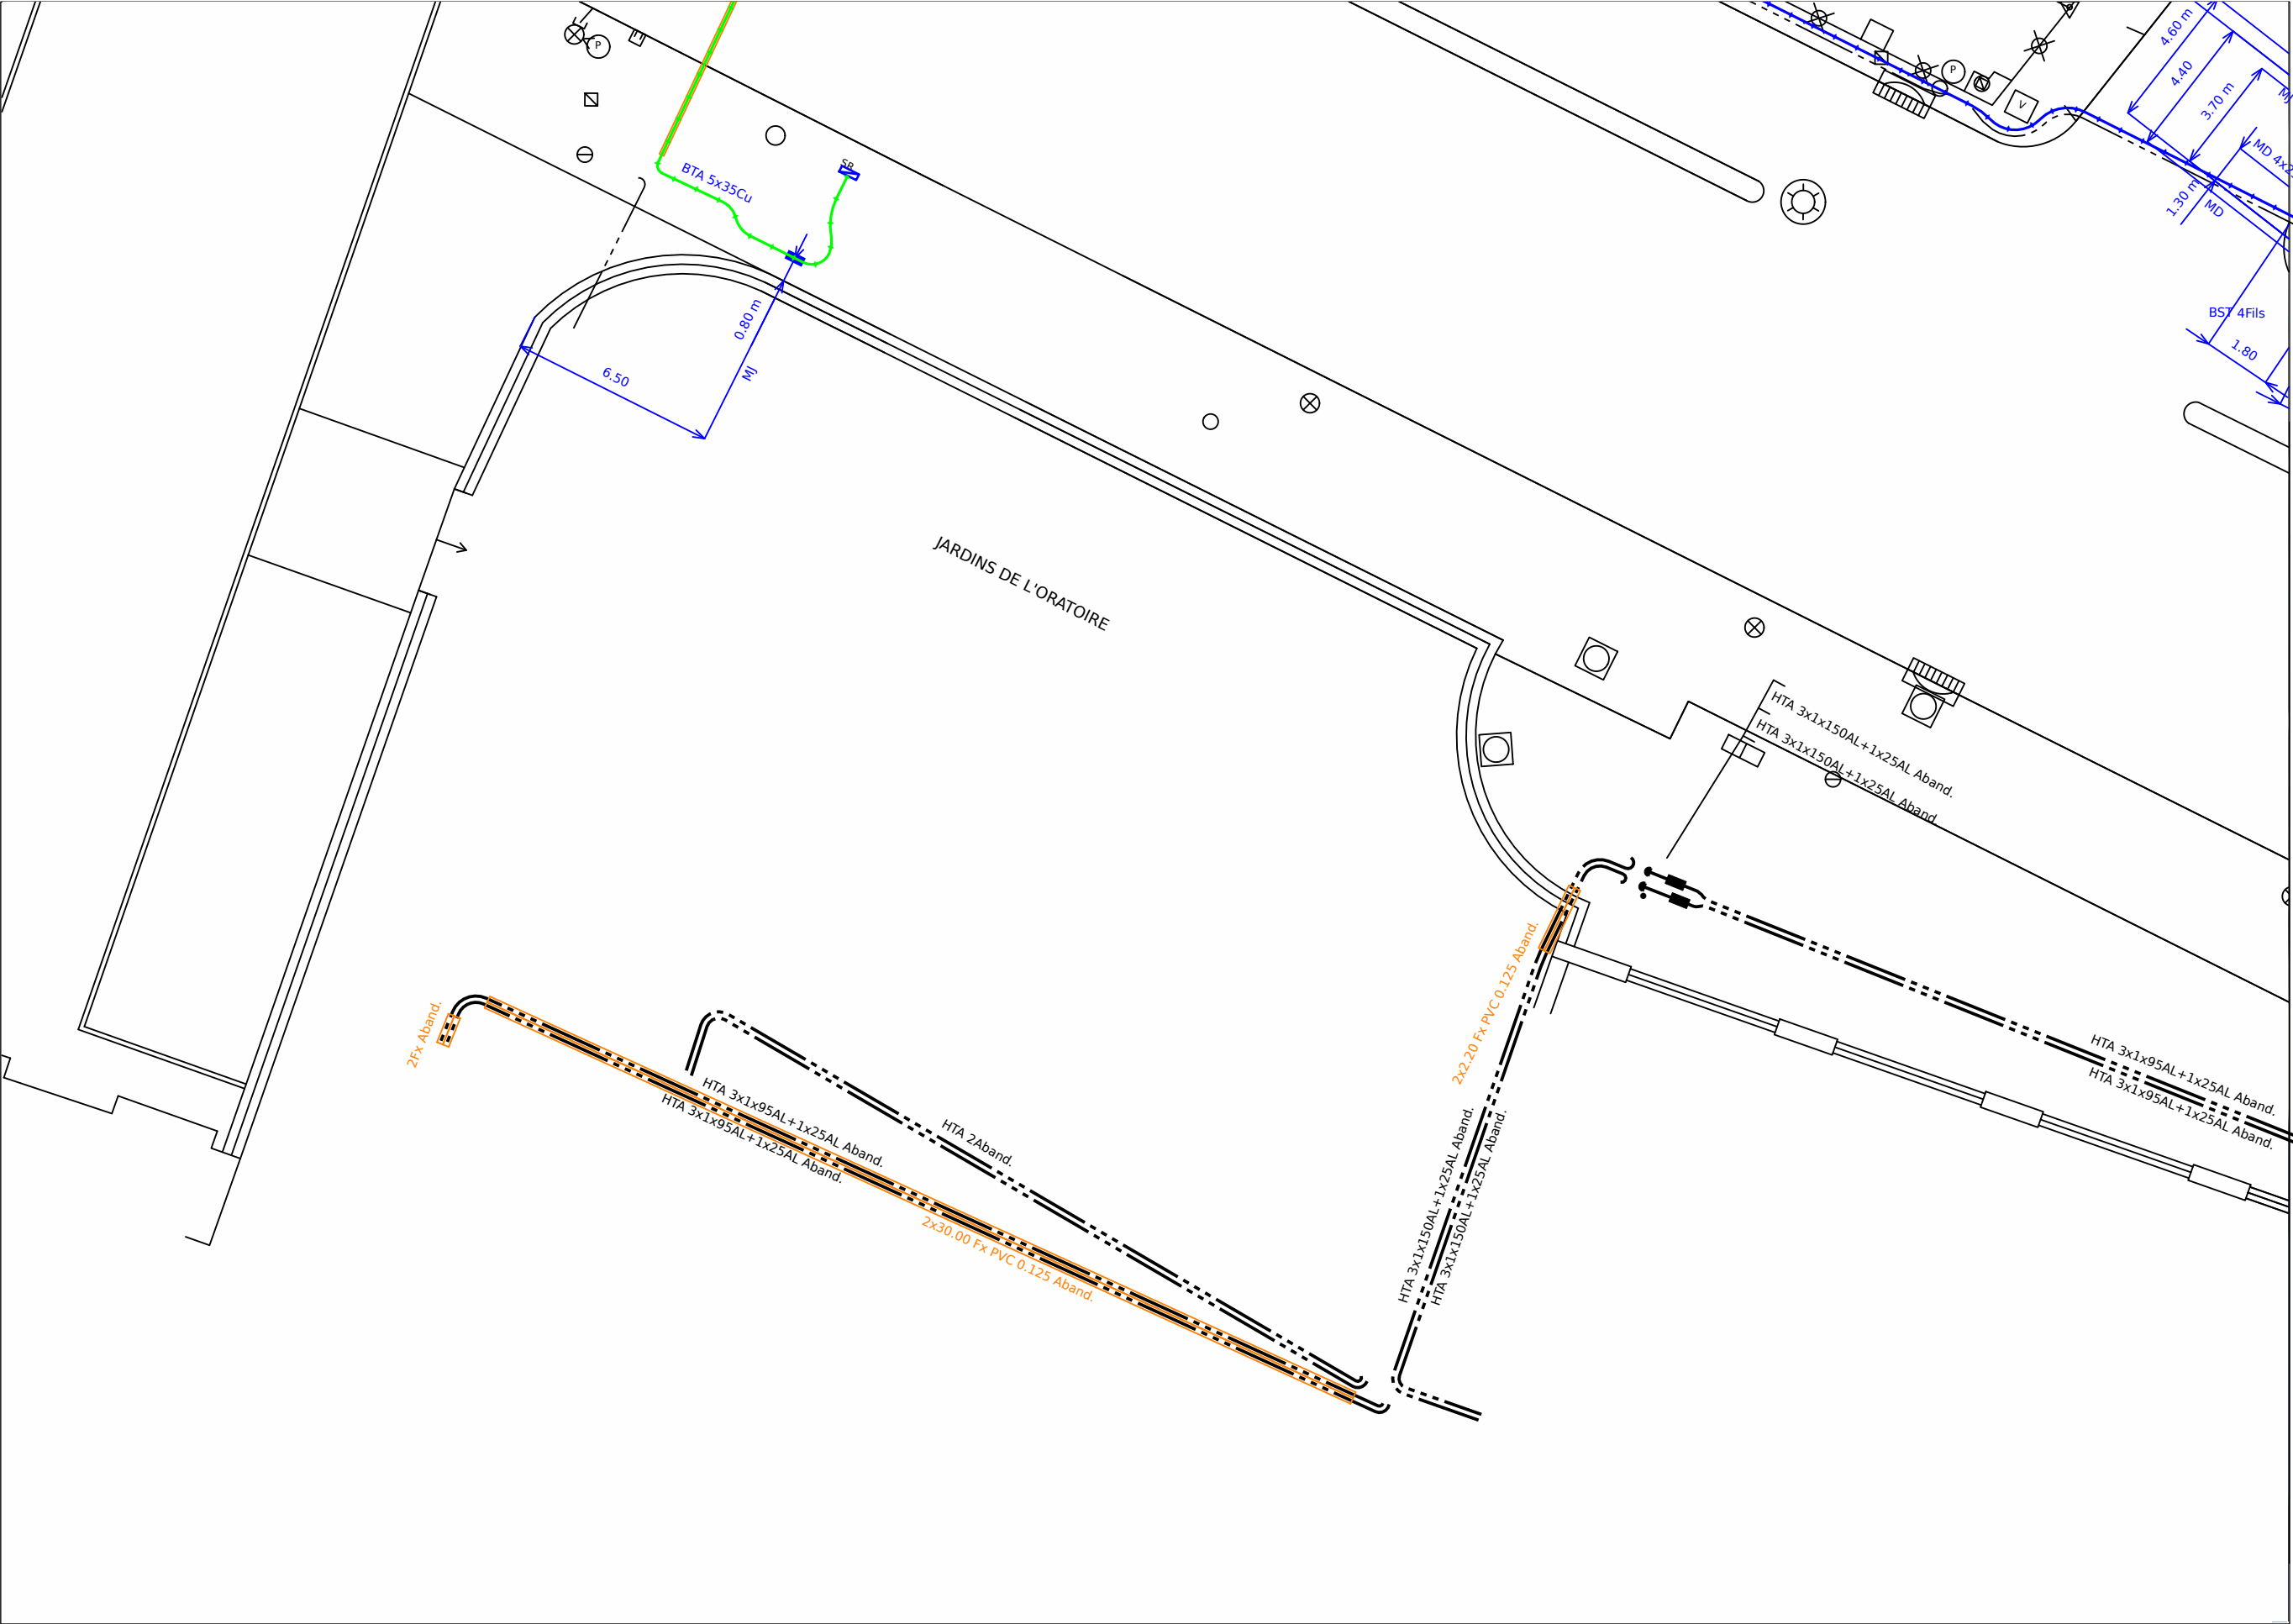 P
SB
BTA 5x35Cu
0.80 m
MJ
6.50
P
V
4.60 m
4.40
3.70 m
MD
1.30 m
BST 4Fils
1.80
JARDINS DE L'ORATOIRE
HTA 3x1x150AL+1x25AL Aband.
HTA 3x1x150AL+1x25AL Aband.
2x2.20 Fx PVC 0.125 Aband.
2Fx Aband.
HTA 3x1x95AL+1x25AL Aband.
HTA 3x1x95AL+1x25AL Aband.
HTA 2Aband.
2x30.00 Fx PVC 0.125 Aband.
HTA 3x1x150AL+1x25AL Aband.
HTA 3x1x150AL+1x25AL Aband.
HTA 3x1x95AL+1x25AL Aband.
HTA 3x1x95AL+1x25AL Aband.